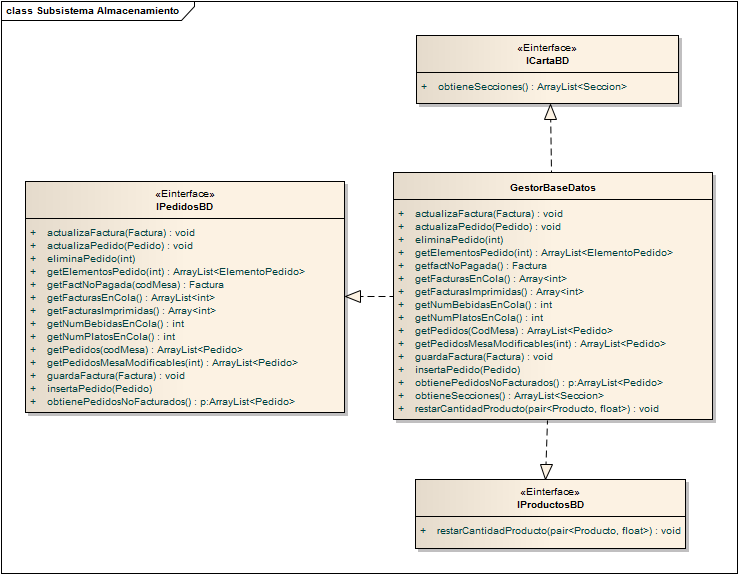 class Subsistema Almacenamiento
«Einterface»
ICartaBD
+ obtieneSecciones() : ArrayList<Seccion>
«Einterface»
IPedidosBD
+ actualizaFactura(Factura) : void
+ actualizaPedido(Pedido) : void
+ eliminaPedido(int)
+ getElementosPedido(int) : ArrayList<ElementoPedido>
+ getFactNoPagada(codMesa) : Factura
+ getFacturasEnCola() : ArrayList<int>
+ getFacturasImprimidas() : Array<int>
+ getNumBebidasEnCola() : int
+ getNumPlatosEnCola() : int
+ getPedidos(codMesa) : ArrayList<Pedido>
+ getPedidosMesaModificables(int) : ArrayList<Pedido>
+ guardaFactura(Factura) : void
+ insertaPedido(Pedido)
+ obtienePedidosNoFacturados() : p:ArrayList<Pedido>
GestorBaseDatos
+ actualizaFactura(Factura) : void
+ actualizaPedido(Pedido) : void
+ eliminaPedido(int)
+ getElementosPedido(int) : ArrayList<ElementoPedido>
+ getfactNoPagada() : Factura
+ getFacturasEnCola() : Array<int>
+ getFacturasImprimidas() : Array<int>
+ getNumBebidasEnCola() : int
+ getNumPlatosEnCola() : int
+ getPedidos(CodMesa) : ArrayList<Pedido>
+ getPedidosMesaModificables(int) : ArrayList<Pedido>
+ guardaFactura(Factura) : void
+ insertaPedido(Pedido)
+ obtienePedidosNoFacturados() : p:ArrayList<Pedido>
+ obtieneSecciones() : ArrayList<Seccion>
+ restarCantidadProducto(pair<Producto, float>) : void
«Einterface»
IProductosBD
+ restarCantidadProducto(pair<Producto, float>) : void